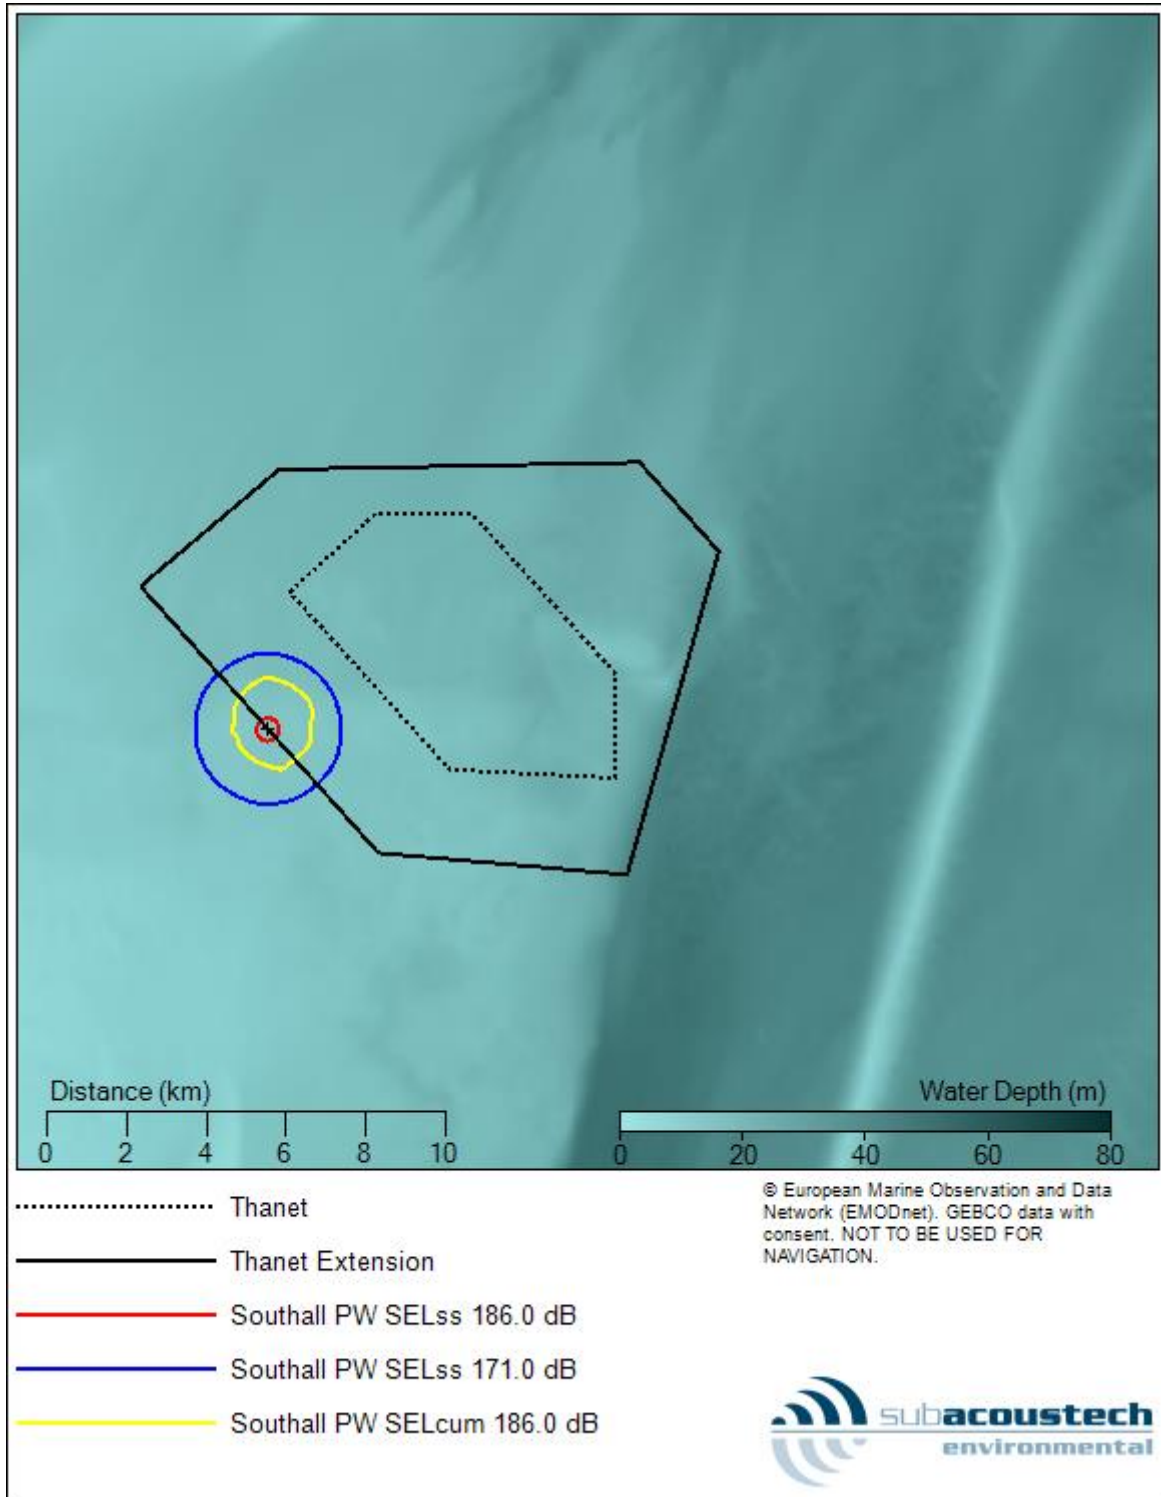 Distance (km)
0 2 4 6 8 10
Water Depth (m)
0 20 40 60 80
© European Marine Observation and Data
Network (EMODnet). GEBCO data with
consent. NOT TO BE USED FOR
NAVIGATION.
Thanet
Thanet Extension
Southall PW SELss 186.0 dB
Southall PW SELss 171.0 dB
Southall PW SELcum 186.0 dB
subacoustech
environmental